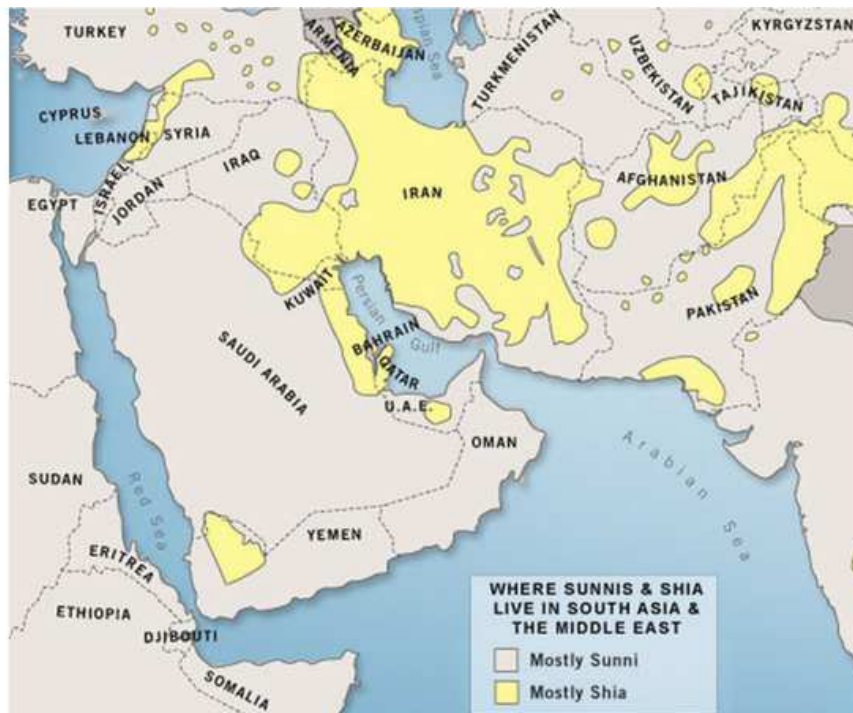 TURKEY
ARMENIA
AZERBAIJAN
pian Sea
TURKMENISTAN
UZBEKISTAN
KYRGYZSTAN
TAJIKISTAN
CYPRUS
LEBANON
SYRIA
IRAQ
IRAN
AFGHANISTAN
EGYPT
ISRAEL
JORDAN
KUWAIT
Persian
Gulf
PAKISTAN
BAHRAIN
QATAR
SAUDI ARABIA
U.A.E.
OMAN
Arabian Sea
SUDAN
Red Sea
YEMEN
ERITREA
ETHIOPIA
DJIBOUTI
SOMALIA
WHERE SUNNIS & SHIA
LIVE IN SOUTH ASIA &
THE MIDDLE EAST
Mostly Sunni
Mostly Shia